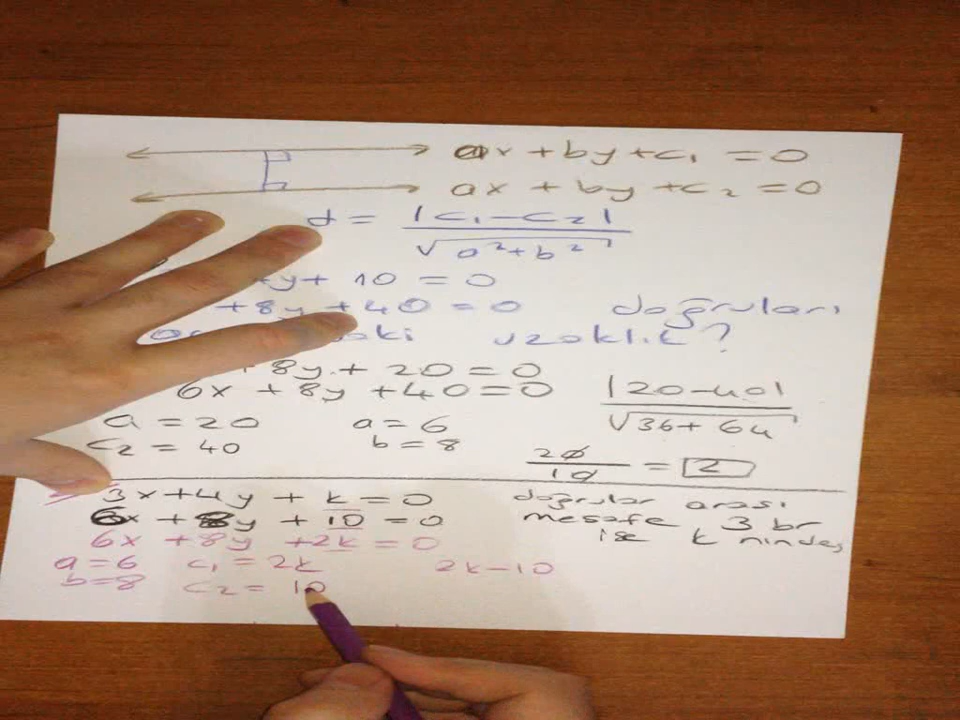 ax + by + c₁ = 0
ax + by + c₂ = 0
d = |c₁ - c₂| / √(a² + b²)
y + 10 = 0
+ 8y + 40 = 0 doğruları
uzaklık?
+ 8y + 20 = 0
6x + 8y + 40 = 0
|20 - 40| / √(36 + 64)
a = 20 a = 6
c₂ = 40 b = 8
20 / 10 = 2
3x + 4y + k = 0 doğrular arası
6x + 8y + 10 = 0 mesafe 3 br
6x + 8y + 2k = 0 ise k nın
a = 6 c₁ = 2k 2k - 10
b = 8 c₂ = 10